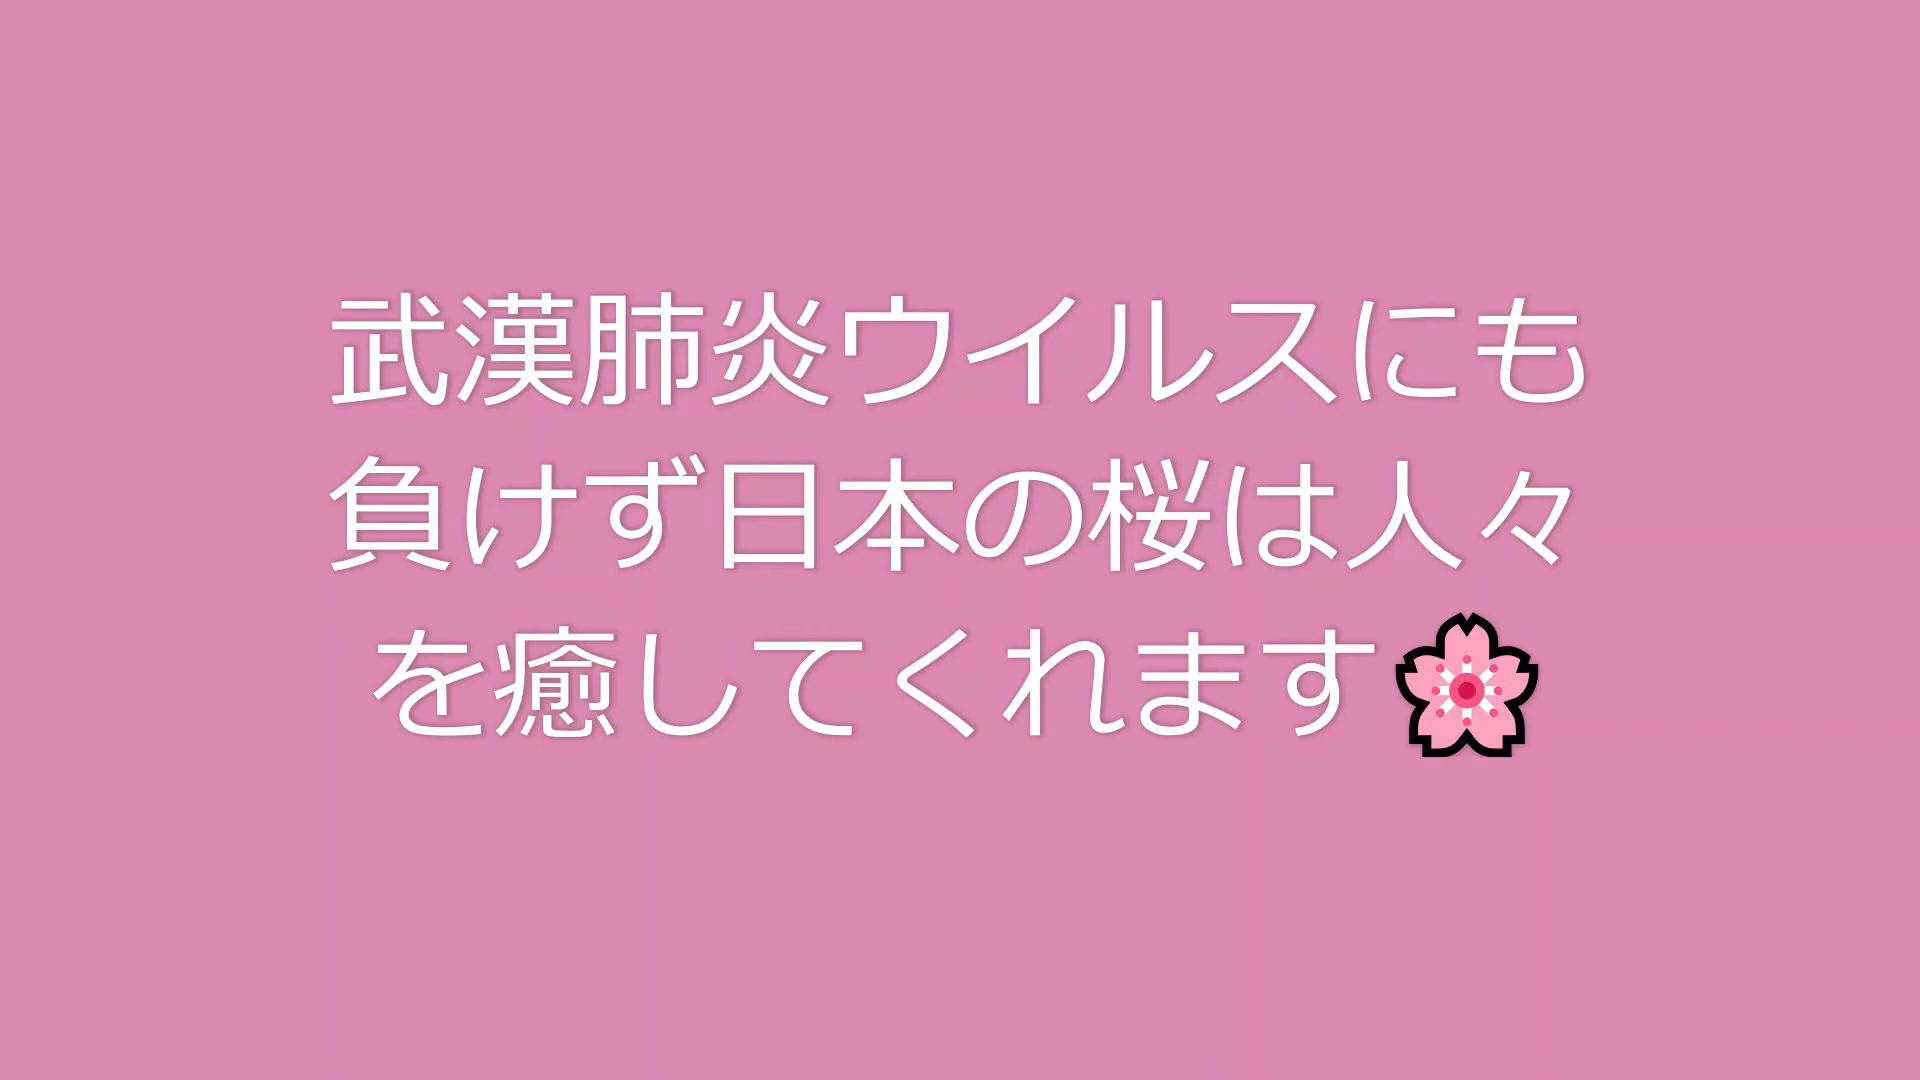 武漢肺炎ウイルスにも
負けず日本の桜は人々
を癒してくれます🌸